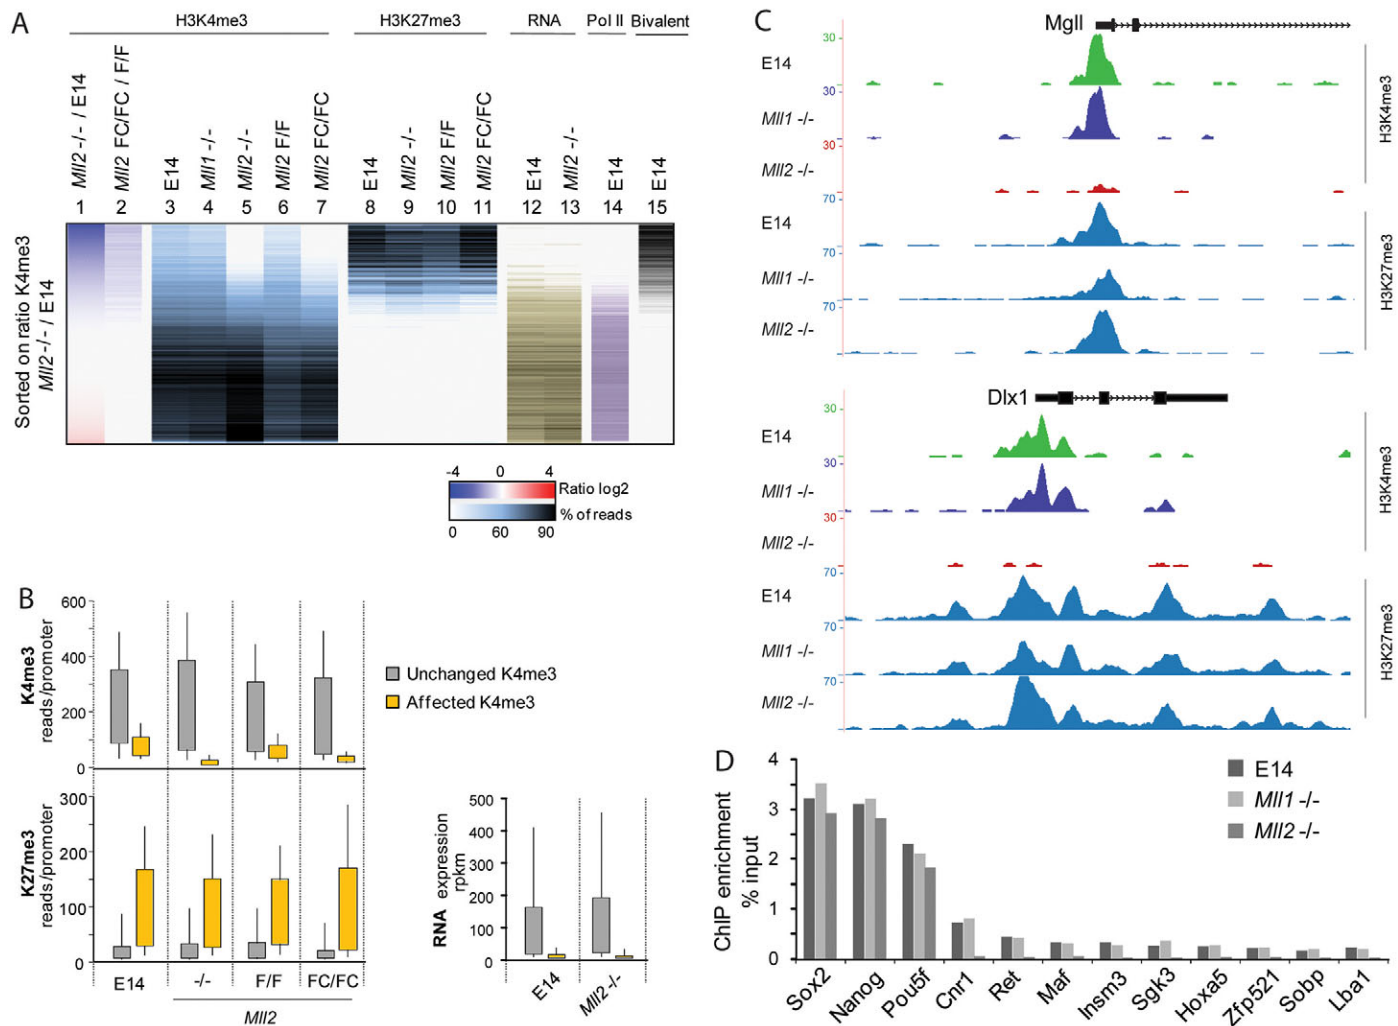 A
H3K4me3
H3K27me3
RNA
Pol II
Bivalent
Mll2 -/- / E14
Mll2 FC/FC / F/F
E14
Mll1 -/-
Mll2 -/-
Mll2 F/F
Mll2 FC/FC
E14
Mll2 -/-
Mll2 F/F
Mll2 FC/FC
E14
Mll2 -/-
E14
E14
1 2 3 4 5 6 7 8 9 10 11 12 13 14 15
Sorted on ratio K4me3
Mll2 -/- / E14
-4 0 4
Ratio log2
% of reads
0 60 90
B
K4me3
reads/promoter
600
400
200
0
Unchanged K4me3
Affected K4me3
K27me3
reads/promoter
300
200
100
0
E14 -/- F/F FC/FC
Mll2
RNA expression
rpkm
500
400
300
200
100
0
E14 Mll2 -/-
C
Mgll
30
E14
30
Mll1 -/-
30
Mll2 -/-
H3K4me3
70
E14
70
Mll1 -/-
70
Mll2 -/-
H3K27me3
Dlx1
30
E14
30
Mll1 -/-
30
Mll2 -/-
H3K4me3
70
E14
70
Mll1 -/-
70
Mll2 -/-
H3K27me3
D
ChIP enrichment
% input
4
3
2
1
0
E14
Mll1 -/-
Mll2 -/-
Sox2 Nanog Pou5f Cnr1 Ret Maf Insm3 Sgk3 Hoxa5 Zfp521 Sobp Lba1